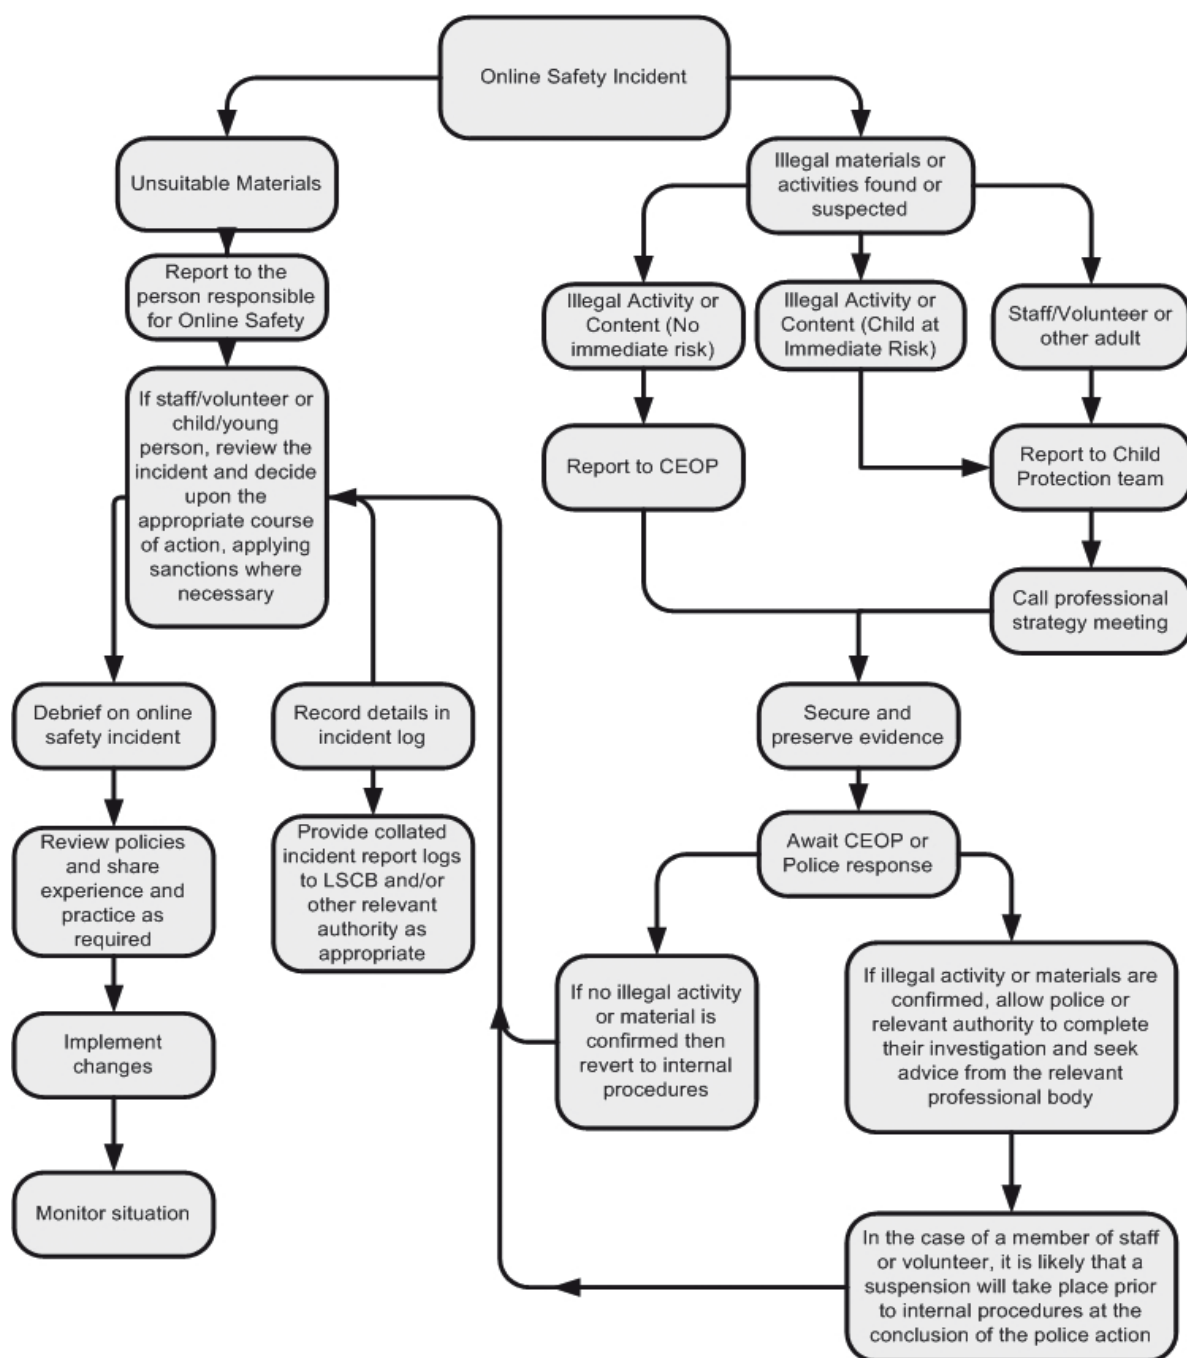 Online Safety Incident
Unsuitable Materials
Report to the
person responsible
for Online Safety
If staff/volunteer or
child/young
person, review the
incident and decide
upon the
appropriate course
of action, applying
sanctions where
necessary
Debrief on online
safety incident
Review policies
and share
experience and
practice as
required
Implement
changes
Monitor situation
Record details in
incident log
Provide collated
incident report logs
to LSCB and/or
other relevant
authority as
appropriate
Illegal materials or
activities found or
suspected
Illegal Activity or
Content (No
immediate risk)
Illegal Activity or
Content (Child at
Immediate Risk)
Staff/Volunteer or
other adult
Report to CEOP
Report to Child
Protection team
Call professional
strategy meeting
Secure and
preserve evidence
Await CEOP or
Police response
If no illegal activity
or material is
confirmed then
revert to internal
procedures
If illegal activity or materials are
confirmed, allow police or
relevant authority to complete
their investigation and seek
advice from the relevant
professional body
In the case of a member of staff
or volunteer, it is likely that a
suspension will take place prior
to internal procedures at the
conclusion of the police action